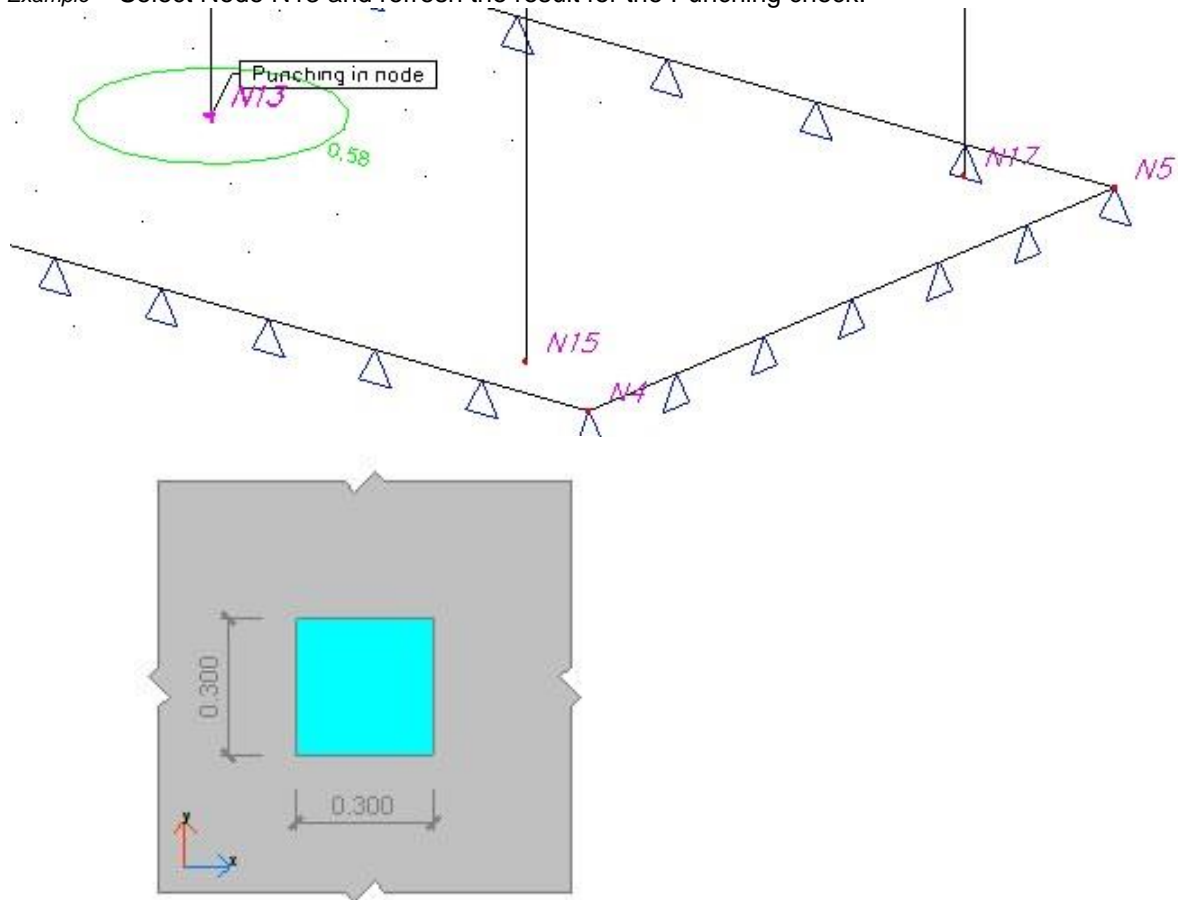 Example Select Node N13 and refresh the result for the Punching check.
Punching in node
N13
0.58
N17
N5
N15
N4
0.300
0.300
y
x